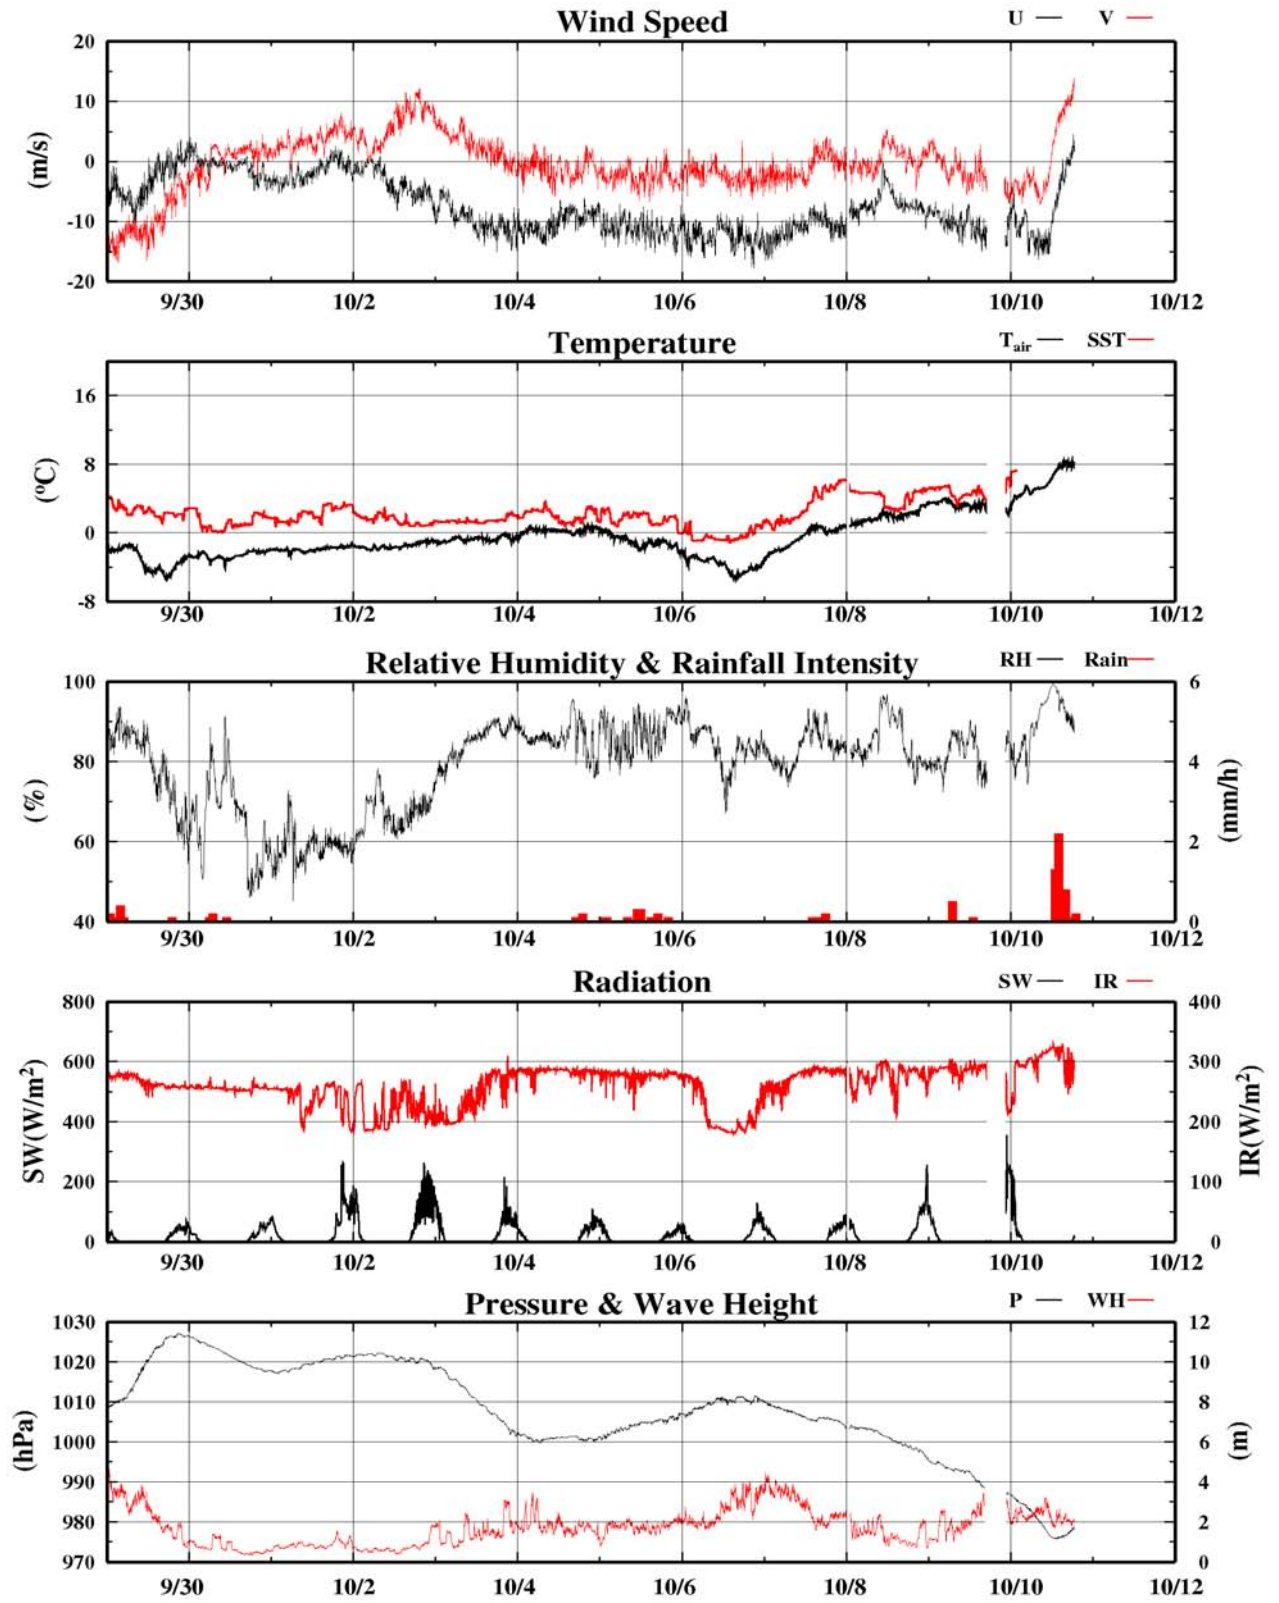 Wind Speed U V
20
10
0
-10
-20
(m/s)
9/30 10/2 10/4 10/6 10/8 10/10 10/12
Temperature Tair SST
16
8
0
-8
(ºC)
9/30 10/2 10/4 10/6 10/8 10/10 10/12
Relative Humidity & Rainfall Intensity RH Rain
100 6
80 4
60 2
40 0
(%) (mm/h)
9/30 10/2 10/4 10/6 10/8 10/10 10/12
Radiation SW IR
800 400
600 300
400 200
200 100
0 0
SW(W/m²) IR(W/m²)
9/30 10/2 10/4 10/6 10/8 10/10 10/12
Pressure & Wave Height P WH
1030 12
1020 10
1010 8
1000 6
990 4
980 2
970 0
(hPa) (m)
9/30 10/2 10/4 10/6 10/8 10/10 10/12